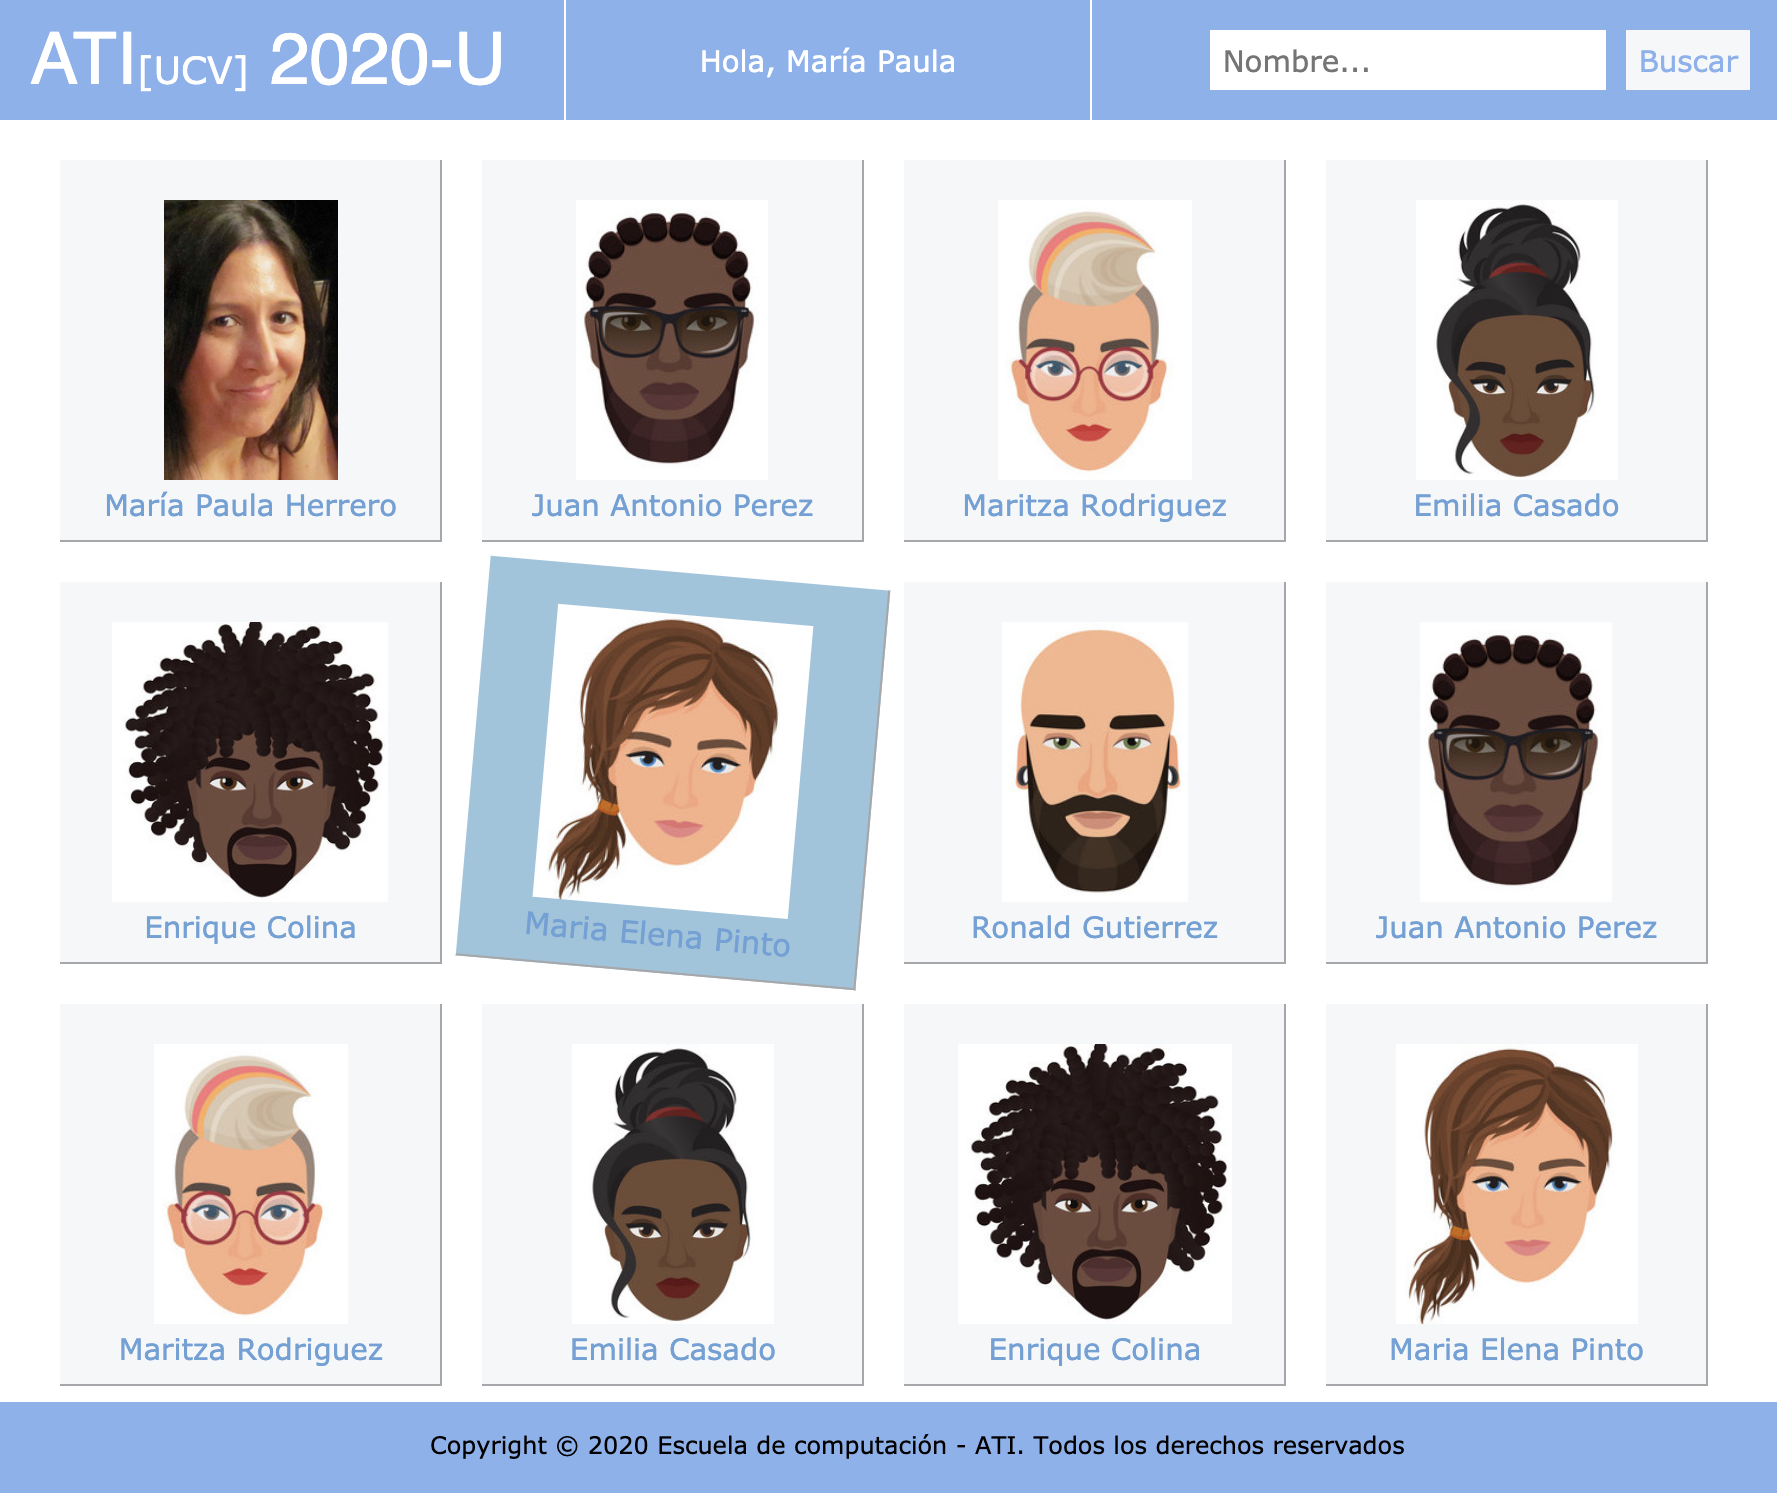 ATI[UCV] 2020-U
Hola, María Paula
Nombre...
Buscar
María Paula Herrero
Juan Antonio Perez
Maritza Rodriguez
Emilia Casado
Enrique Colina
Maria Elena Pinto
Ronald Gutierrez
Juan Antonio Perez
Maritza Rodriguez
Emilia Casado
Enrique Colina
Maria Elena Pinto
Copyright © 2020 Escuela de computación - ATI. Todos los derechos reservados